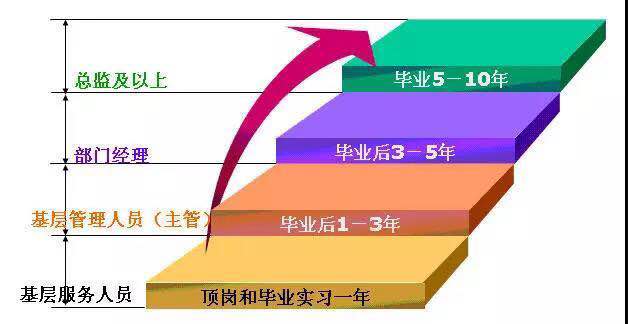 总监及以上
毕业5－10年
部门经理
毕业后3－5年
基层管理人员（主管）
毕业后1－3年
基层服务人员
顶岗和毕业实习一年